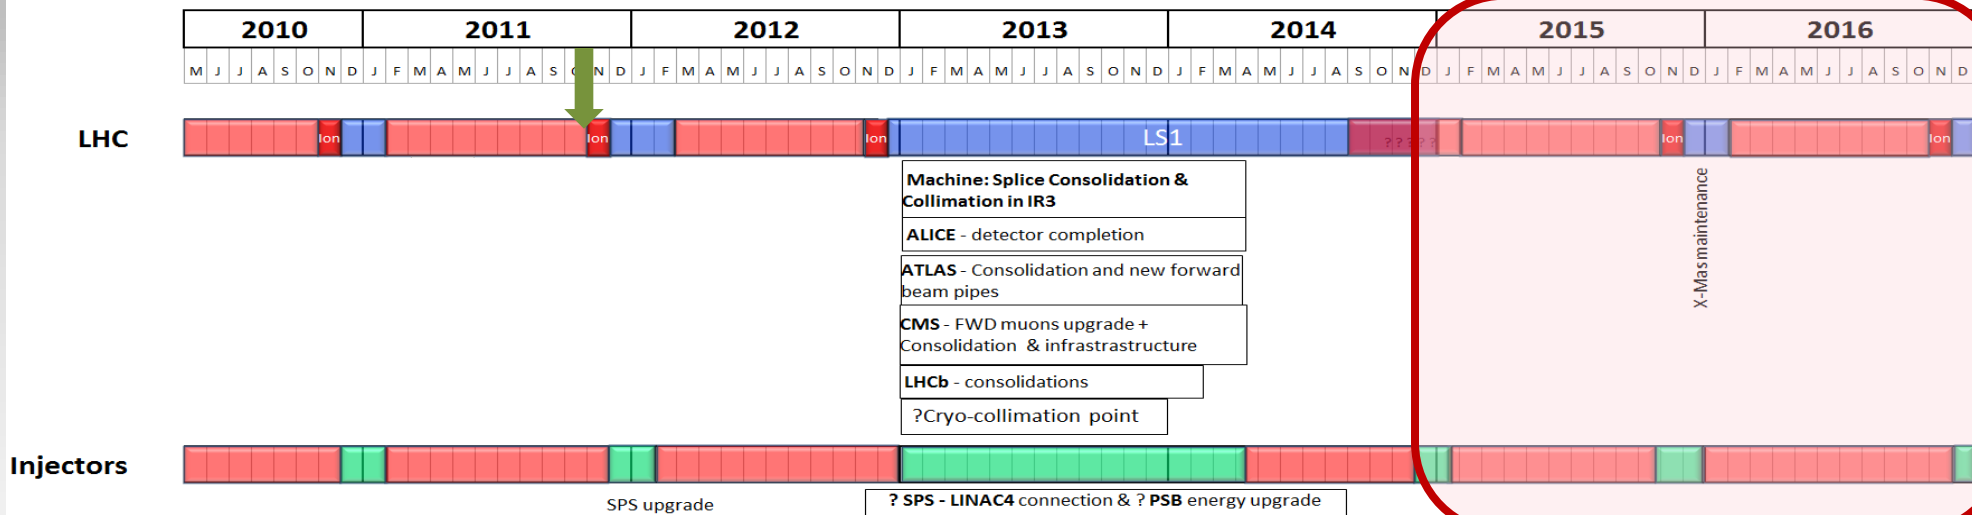 2010 2011 2012 2013 2014 2015 2016
M J J A S O N D J F M A M J J A S O N D J F M A M J J A S O N D J F M A M J J A S O N D J F M A M J J A S O N D J F M A M J J A S O N D J F M A M J J A S O N D
LHC Ion Ion Ion LS1 ? ? ? ? ? Ion Ion
Machine: Splice Consolidation &
Collimation in IR3
ALICE - detector completion
ATLAS - Consolidation and new forward
beam pipes
CMS - FWD muons upgrade +
Consolidation & infrastrastructure
LHCb - consolidations
?Cryo-collimation point
X-Mas maintenance
Injectors
SPS upgrade
? SPS - LINAC4 connection & ? PSB energy upgrade